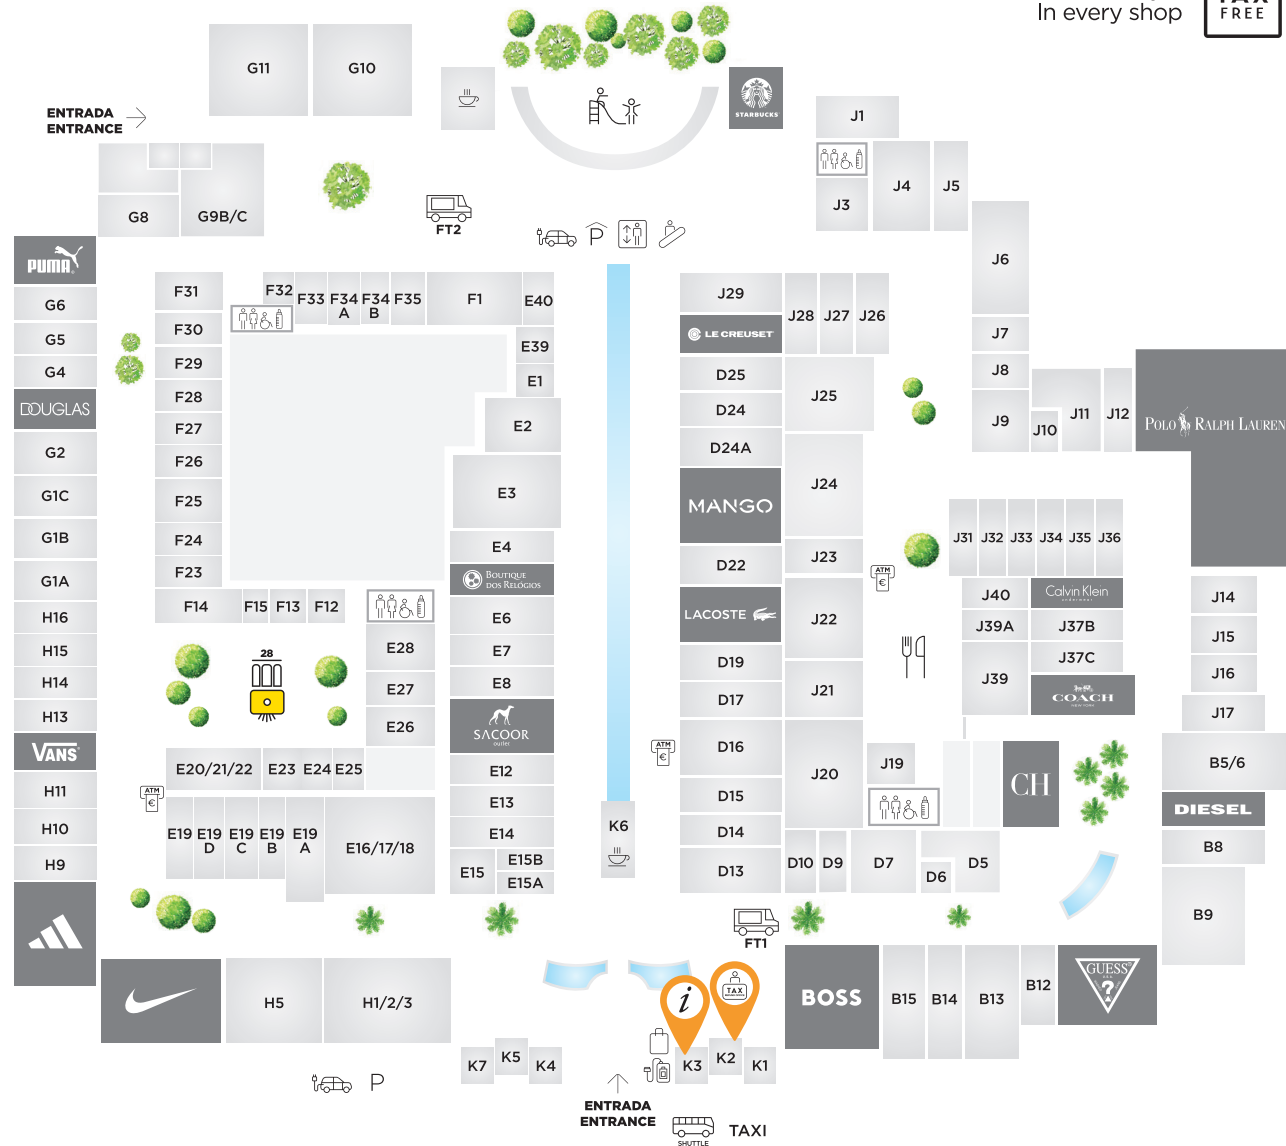 In every shop
TAX
FREE
G11
G10
ENTRADA
ENTRANCE
STARBUCKS
J1
J3
J4
J5
G8
G9B/C
FT2
P
J6
PUMA
G6
G5
G4
DOUGLAS
G2
G1C
G1B
G1A
H16
H15
H14
H13
VANS
H11
H10
H9
F31
F30
F29
F28
F27
F26
F25
F24
F23
F32
F33
F34
A
F34
B
F35
F1
E40
E39
E1
E2
E3
E4
BOUTIQUE
DOS RELÓGIOS
E6
E7
E8
SACOOR
outlet
E12
E13
E14
E15
E15B
E15A
F14
F15
F13
F12
E28
E27
E26
28
E20/21/22
E23
E24
E25
ATM
€
E19
E19
D
E19
C
E19
B
E19
A
E16/17/18
K6
J29
LE CREUSET
D25
D24
D24A
MANGO
D22
LACOSTE
D19
D17
D16
D15
D14
D13
ATM
€
J28
J27
J26
J25
J24
J23
J22
J21
J20
J19
ATM
€
D10
D9
D7
D6
D5
J7
J8
J9
J10
J11
J12
POLO RALPH LAUREN
J31
J32
J33
J34
J35
J36
J40
Calvin Klein
underwear
J39A
J37B
J39
J37C
COACH
NEW YORK
CH
J14
J15
J16
J17
B5/6
DIESEL
B8
B9
FT1
BOSS
B15
B14
B13
B12
GUESS
?
H5
H1/2/3
i
TAX
K7
K5
K4
K3
K2
K1
P
ENTRADA
ENTRANCE
SHUTTLE
TAXI